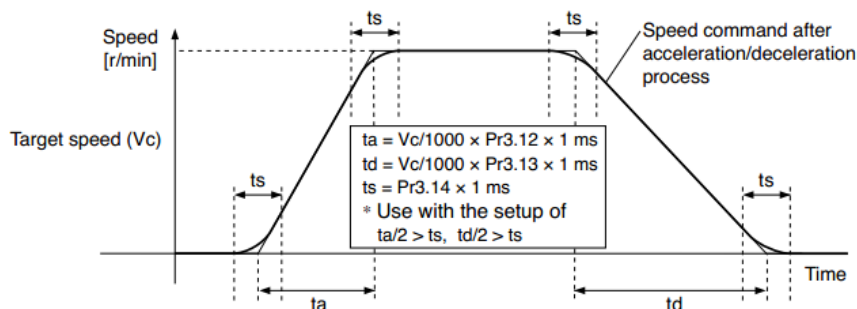 ts
ts
Speed
[r/min]
Speed command after
acceleration/deceleration
process
Target speed (Vc)
ta = Vc/1000 × Pr3.12 × 1 ms
td = Vc/1000 × Pr3.13 × 1 ms
ts = Pr3.14 × 1 ms
* Use with the setup of
ta/2 > ts, td/2 > ts
ts
ts
Time
ta
td